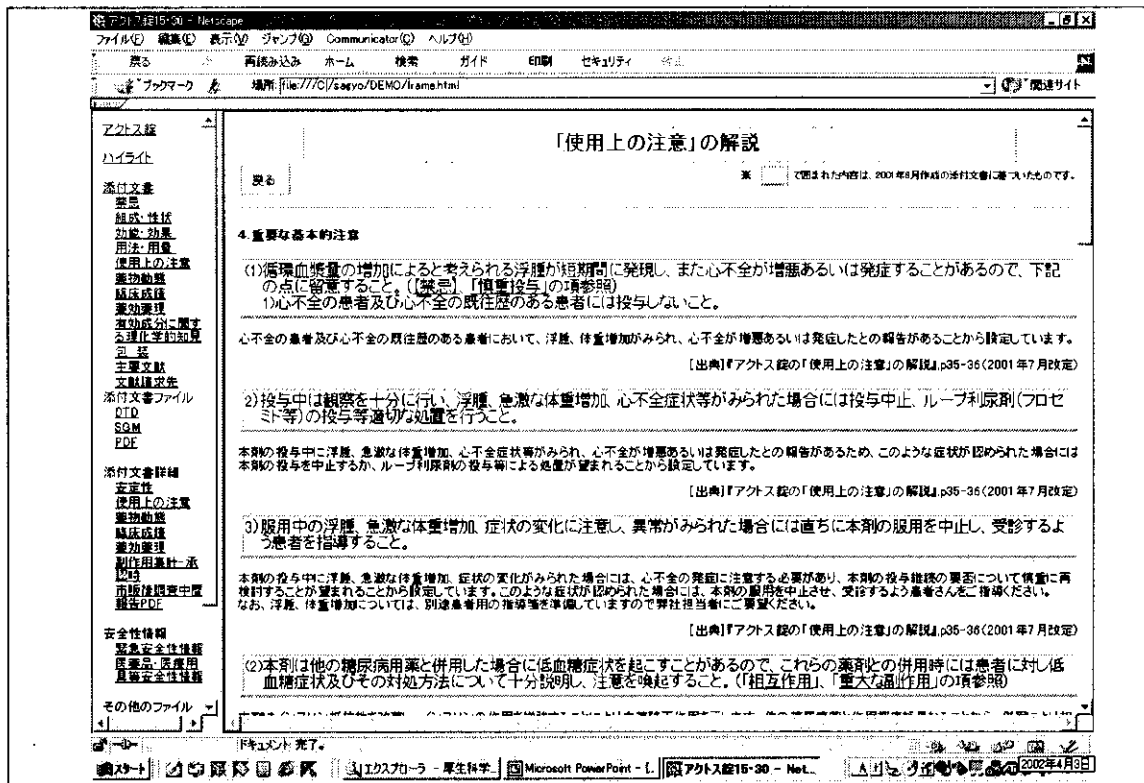 アクトス錠15・30 - Netscape
ファイル(F) 編集(E) 表示(V) ジャンプ(G) Communicator(C) ヘルプ(H)
戻る 再読み込み ホーム 検索 ガイド 印刷 セキュリティ
ブックマーク 場所: file:///C|/sagyo/DEMO/frame.html 関連サイト
アクトス錠
ハイライト
添付文書
禁忌
組成・性状
効能・効果
用法・用量
使用上の注意
薬物動態
臨床成績
薬効薬理
有効成分に関す
る理化学的知見
包装
主要文献
文献請求先
添付文書ファイル
DTD
SGM
PDF
添付文書詳細
安定性
使用上の注意
薬物動態
臨床成績
薬効薬理
副作用集計-承
認時
市販後調査中間
報告PDF
安全性情報
緊急安全性情報
医薬品・医療用
具等安全性情報
その他のファイル
「使用上の注意」の解説
戻る
※ で囲まれた内容は、2001年8月作成の添付文書に基づいたものです。
4.重要な基本的注意
(1)循環血漿量の増加によると考えられる浮腫が短期間に発現し、また心不全が増悪あるいは発症することがあるので、下記
の点に留意すること。(【禁忌】、「慎重投与」の項参照)
1)心不全の患者及び心不全の既往歴のある患者には投与しないこと。
心不全の患者及び心不全の既往歴のある患者において、浮腫、体重増加がみられ、心不全が増悪あるいは発症したとの報告があることから設定しています。
[出典]『アクトス錠の「使用上の注意」の解説』,p35-36(2001年7月改定)
2)投与中は観察を十分に行い、浮腫、急激な体重増加、心不全症状等がみられた場合には投与中止、ループ利尿剤(フロセ
ミド等)の投与等適切な処置を行うこと。
本剤の投与中に浮腫、急激な体重増加、心不全症状等がみられ、心不全が増悪あるいは発症したとの報告があるため、このような症状が認められた場合には
本剤の投与を中止するか、ループ利尿剤の投与等による処置が望まれることから設定しています。
[出典]『アクトス錠の「使用上の注意」の解説』,p35-36(2001年7月改定)
3)服用中の浮腫、急激な体重増加、症状の変化に注意し、異常がみられた場合には直ちに本剤の服用を中止し、受診するよ
う患者を指導すること。
本剤の投与中に浮腫、急激な体重増加、症状の変化がみられた場合には、心不全の発症に注意する必要があり、本剤の投与継続の要否について慎重に再
検討することが望まれることから設定しています。このような症状が認められた場合には、本剤の服用を中止させ、受診するよう患者さんをご指導ください。
なお、浮腫、体重増加については、別途患者用の指導箋を準備していますので弊社担当者にご要望ください。
[出典]『アクトス錠の「使用上の注意」の解説』,p35-36(2001年7月改定)
(2)本剤は他の糖尿病用薬と併用した場合に低血糖症状を起こすことがあるので、これらの薬剤との併用時には患者に対し低
血糖症状及びその対処方法について十分説明し、注意を喚起すること。(「相互作用」、「重大な副作用」の項参照)
ドキュメント:完了。
スタート エクスプローラ - 厚生科学 Microsoft PowerPoint - [ アクトス錠15・30 - Net... 2002年4月3日